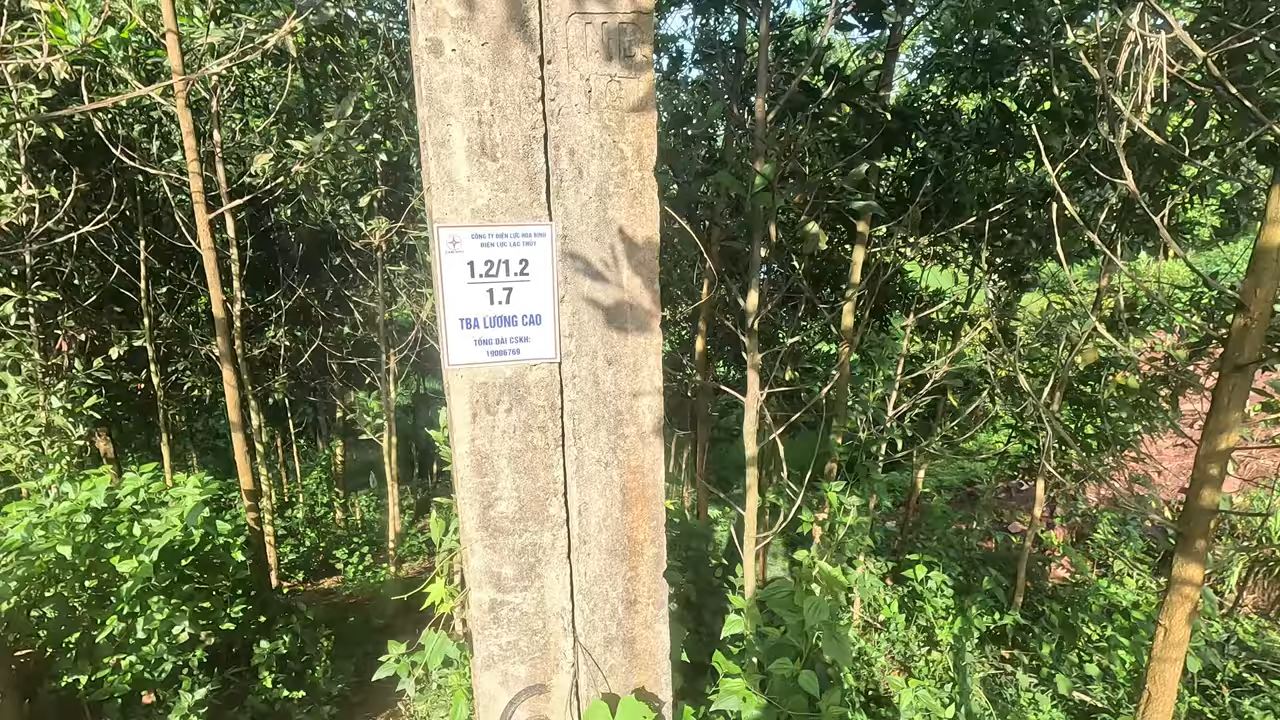 CÔNG TY ĐIỆN LỰC HOÀ BÌNH
ĐIỆN LỰC LẠC THỦY
1.2/1.2
1.7
TBA LƯƠNG CAO
TỔNG ĐÀI CSKH:
19006769